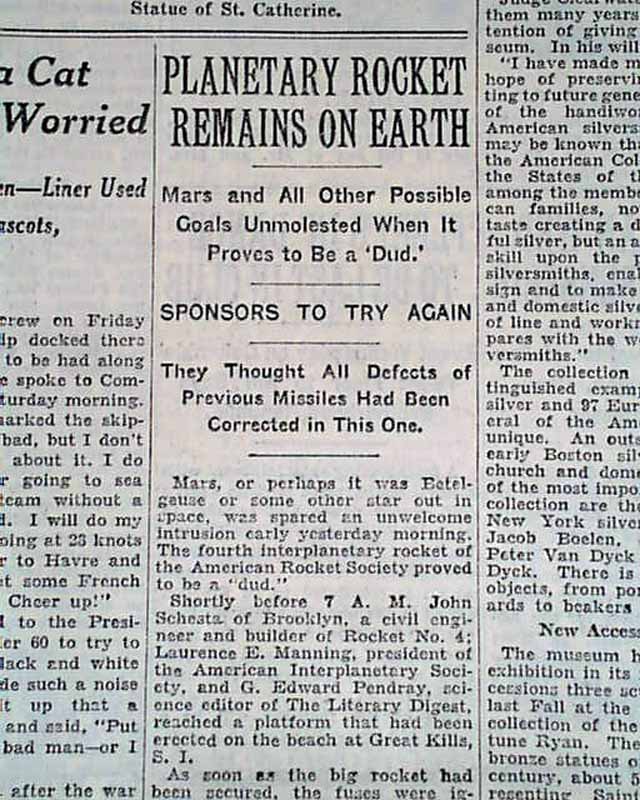 Statue of St. Catherine.
a Cat
Worried
en—Liner Used
ascots,
crew on Friday
ip docked there
to be had along
e spoke to Com-
turday morning.
marked the skip-
bad, but I don't
about it. I do
r going to sea
team without a
d. I will do my
oing at 23 knots
r to Havre and
et some French
Cheer up!"
d to the Presi-
ler 60 to try to
lack and white
de such a noise
it up that a
and said, "Put
bad man—or I
after the war
PLANETARY ROCKET
REMAINS ON EARTH
Mars and All Other Possible
Goals Unmolested When It
Proves to Be a 'Dud.'
SPONSORS TO TRY AGAIN
They Thought All Defects of
Previous Missiles Had Been
Corrected in This One.
Mars, or perhaps it was Betel-
geuse or some other star out in
space, was spared an unwelcome
intrusion early yesterday morning.
The fourth interplanetary rocket of
the American Rocket Society proved
to be a "dud."
Shortly before 7 A. M. John
Schesta of Brooklyn, a civil engi-
neer and builder of Rocket No. 4;
Laurence E. Manning, president of
the American Interplanetary Soci-
ety, and G. Edward Pendray, sci-
ence editor of The Literary Digest,
reached a platform that had been
erected on the beach at Great Kills,
S. I.
As soon as the big rocket had
been secured, the fuses were ig-
them many years
tention of giving
seum. In his will
"I have made m
hope of preservin
ting to future gene
of the handiwor
American silvers
may be known tha
the American Col
the States of th
among the membe
can families, no
taste creating a d
ful silver, but an a
skill upon the p
silversmiths, enal
sign and to make
and domestic silve
of line and workm
pares with the wo
versmiths."
The collection
tinguished examp
silver and 97 Eur
eral of the Ame
unique. An outs
early Boston silv
church and dome
of the most impo
collection are the
New York silver
Jacob Boelen,
Peter Van Dyck
Dyck. There is
objects, from por
ards to beakers
New Acces
The museum h
exhibition in its
cessions three sc
last Fall at the
collection of the
tune Ryan. The
bronze statues o
century, about 5
resenting Saint